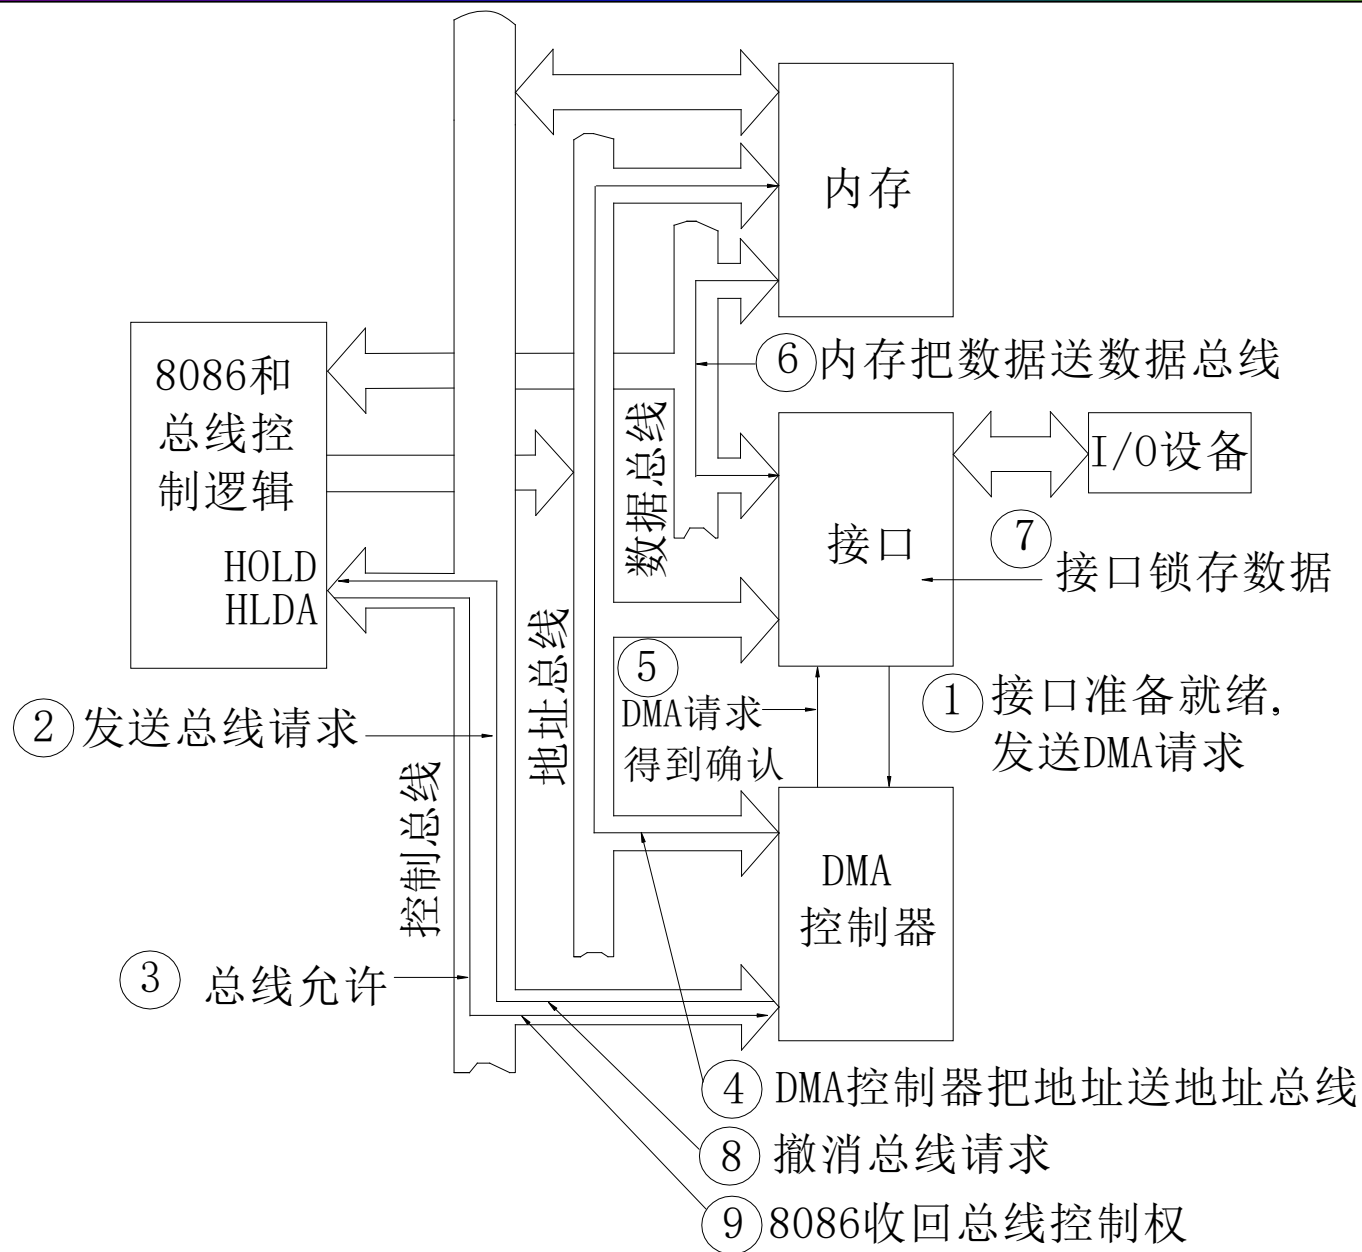 内存
⑥内存把数据送数据总线
8086和
总线控
制逻辑
HOLD
HLDA
数据总线
I/O设备
接口
⑦
接口锁存数据
地址总线
⑤
DMA请求
得到确认
①接口准备就绪,
发送DMA请求
②发送总线请求
控制总线
DMA
控制器
③ 总线允许
④ DMA控制器把地址送地址总线
⑧ 撤消总线请求
⑨8086收回总线控制权